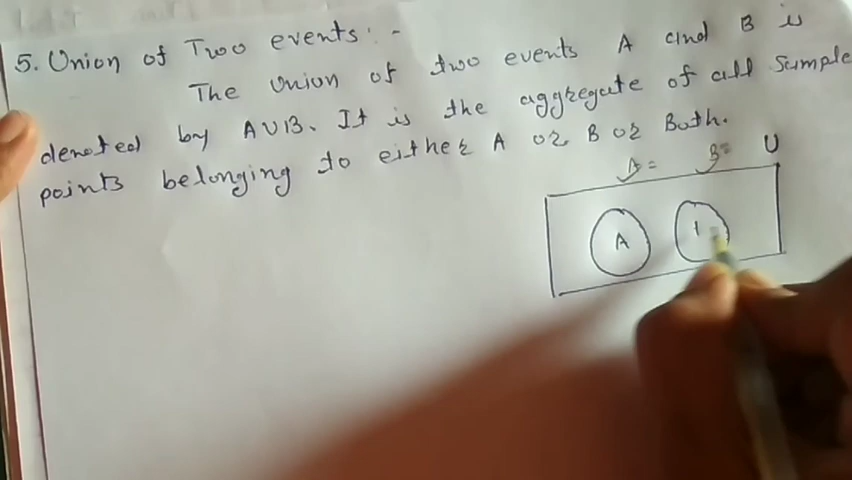 5. Union of Two events :-
The Union of two events A and B is
denoted by AUB. It is the aggregate of all Sample
points belonging to either A or B or Both.
A = B = U
A